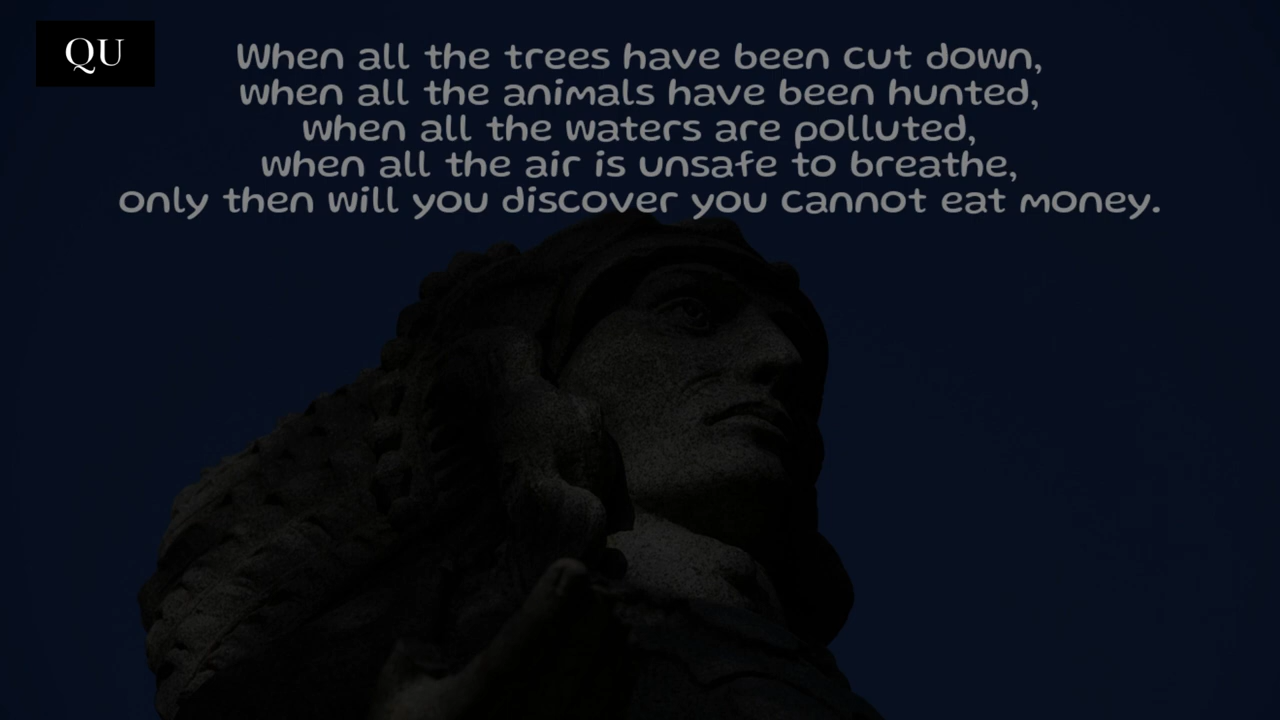 QU
When all the trees have been cut down,
when all the animals have been hunted,
when all the waters are polluted,
when all the air is unsafe to breathe,
only then will you discover you cannot eat money.